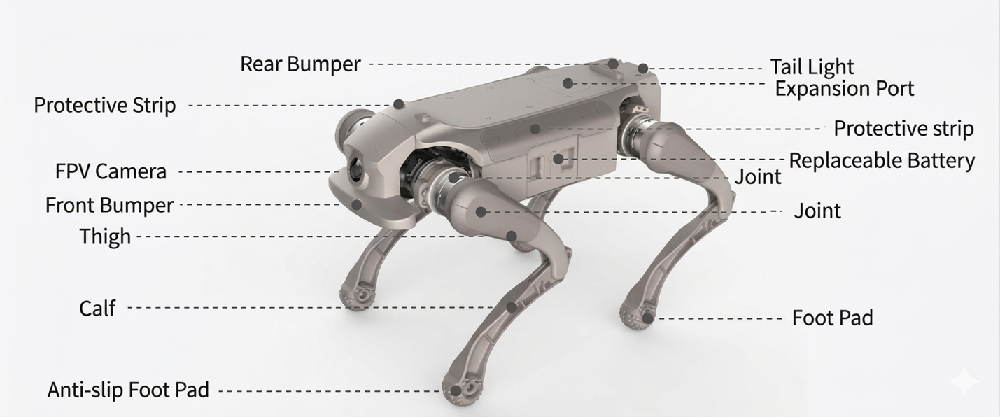 Rear Bumper
Tail Light
Expansion Port
Protective Strip
Protective strip
FPV Camera
Replaceable Battery
Joint
Front Bumper
Joint
Thigh
Calf
Foot Pad
Anti-slip Foot Pad